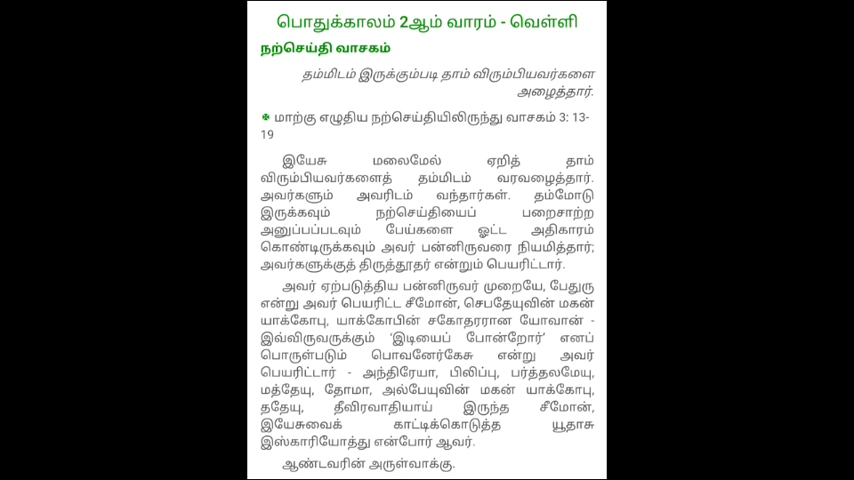 பொதுக்காலம் 2ஆம் வாரம் - வெள்ளி
நற்செய்தி வாசகம்
தம்மிடம் இருக்கும்படி தாம் விரும்பியவர்களை
அழைத்தார்.
✠ மாற்கு எழுதிய நற்செய்தியிலிருந்து வாசகம் 3: 13-
19
இயேசு மலைமேல் ஏறித் தாம்
விரும்பியவர்களைத் தம்மிடம் வரவழைத்தார்.
அவர்களும் அவரிடம் வந்தார்கள். தம்மோடு
இருக்கவும் நற்செய்தியைப் பறைசாற்ற
அனுப்பப்படவும் பேய்களை ஓட்ட அதிகாரம்
கொண்டிருக்கவும் அவர் பன்னிருவரை நியமித்தார்;
அவர்களுக்குத் திருத்தூதர் என்றும் பெயரிட்டார்.
அவர் ஏற்படுத்திய பன்னிருவர் முறையே, பேதுரு
என்று அவர் பெயரிட்ட சீமோன், செபதேயுவின் மகன்
யாக்கோபு, யாக்கோபின் சகோதரரான யோவான் -
இவ்விருவருக்கும் 'இடியைப் போன்றோர்' எனப்
பொருள்படும் பொவனேர்கேசு என்று அவர்
பெயரிட்டார் - அந்திரேயா, பிலிப்பு, பர்த்தலமேயு,
மத்தேயு, தோமா, அல்பேயுவின் மகன் யாக்கோபு,
ததேயு, தீவிரவாதியாய் இருந்த சீமோன்,
இயேசுவைக் காட்டிக்கொடுத்த யூதாசு
இஸ்காரியோத்து என்போர் ஆவர்.
ஆண்டவரின் அருள்வாக்கு.